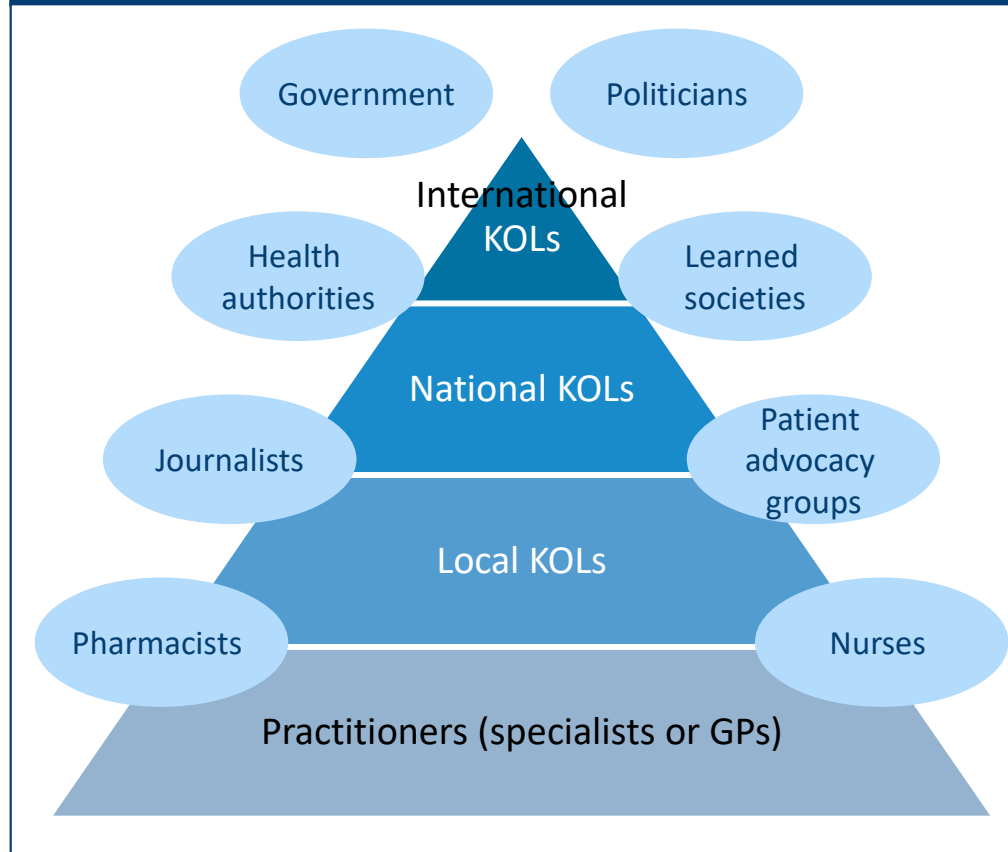 Government
Politicians
International
KOLs
Health
authorities
Learned
societies
National KOLs
Journalists
Patient
advocacy
groups
Local KOLs
Pharmacists
Nurses
Practitioners (specialists or GPs)